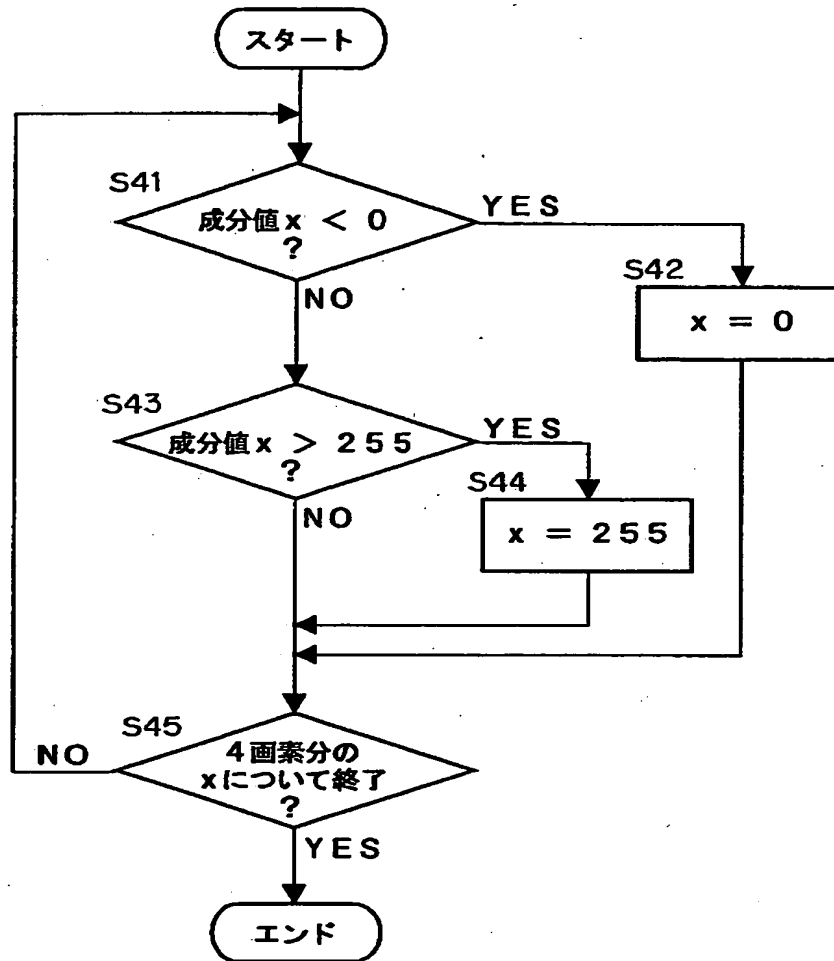 スタート
S41
成分値x < 0
?
YES
NO
S42
x = 0
S43
成分値x > 255
?
YES
NO
S44
x = 255
S45
4画素分の
xについて終了
?
NO
YES
エンド